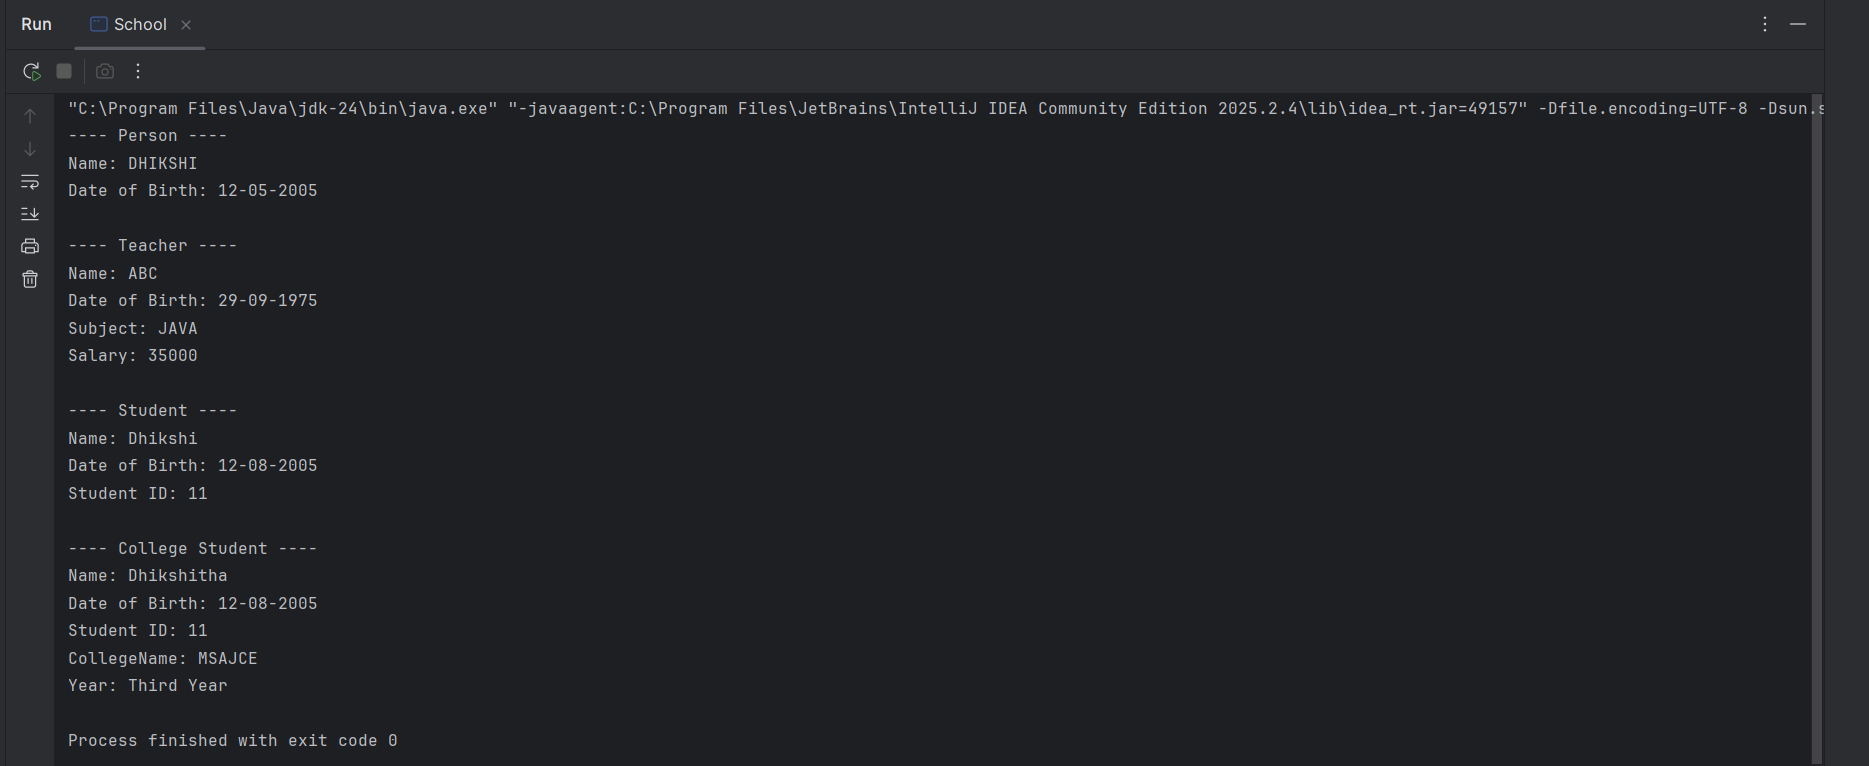 Run School
"C:\Program Files\Java\jdk-24\bin\java.exe" "-javaagent:C:\Program Files\JetBrains\IntelliJ IDEA Community Edition 2025.2.4\lib\idea_rt.jar=49157" -Dfile.encoding=UTF-8 -Dsun.s
---- Person ----
Name: DHIKSHI
Date of Birth: 12-05-2005
---- Teacher ----
Name: ABC
Date of Birth: 29-09-1975
Subject: JAVA
Salary: 35000
---- Student ----
Name: Dhikshi
Date of Birth: 12-08-2005
Student ID: 11
---- College Student ----
Name: Dhikshitha
Date of Birth: 12-08-2005
Student ID: 11
CollegeName: MSAJCE
Year: Third Year
Process finished with exit code 0